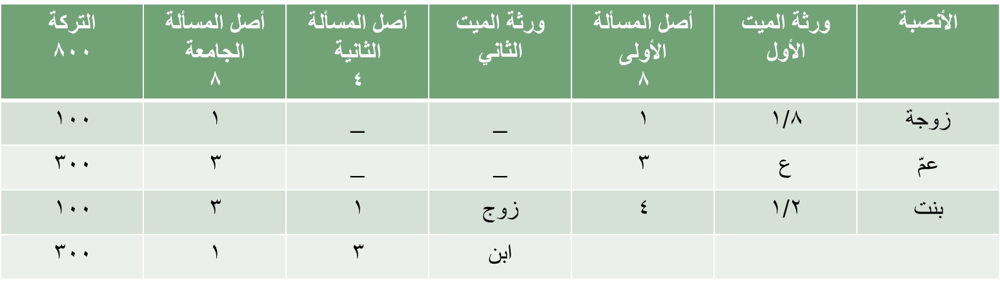 الأنصبة
ورثة الميت
الأول
أصل المسألة
الأولى
٨
ورثة الميت
الثاني
أصل المسألة
الثانية
٤
أصل المسألة
الجامعة
٨
التركة
٨٠٠
زوجة ١/٨ ١ _ _ ١ ١٠٠
عمّ ع ٣ _ _ ٣ ٣٠٠
بنت ١/٢ ٤ زوج ١ ٣ ١٠٠
ابن ٣ ١ ٣٠٠